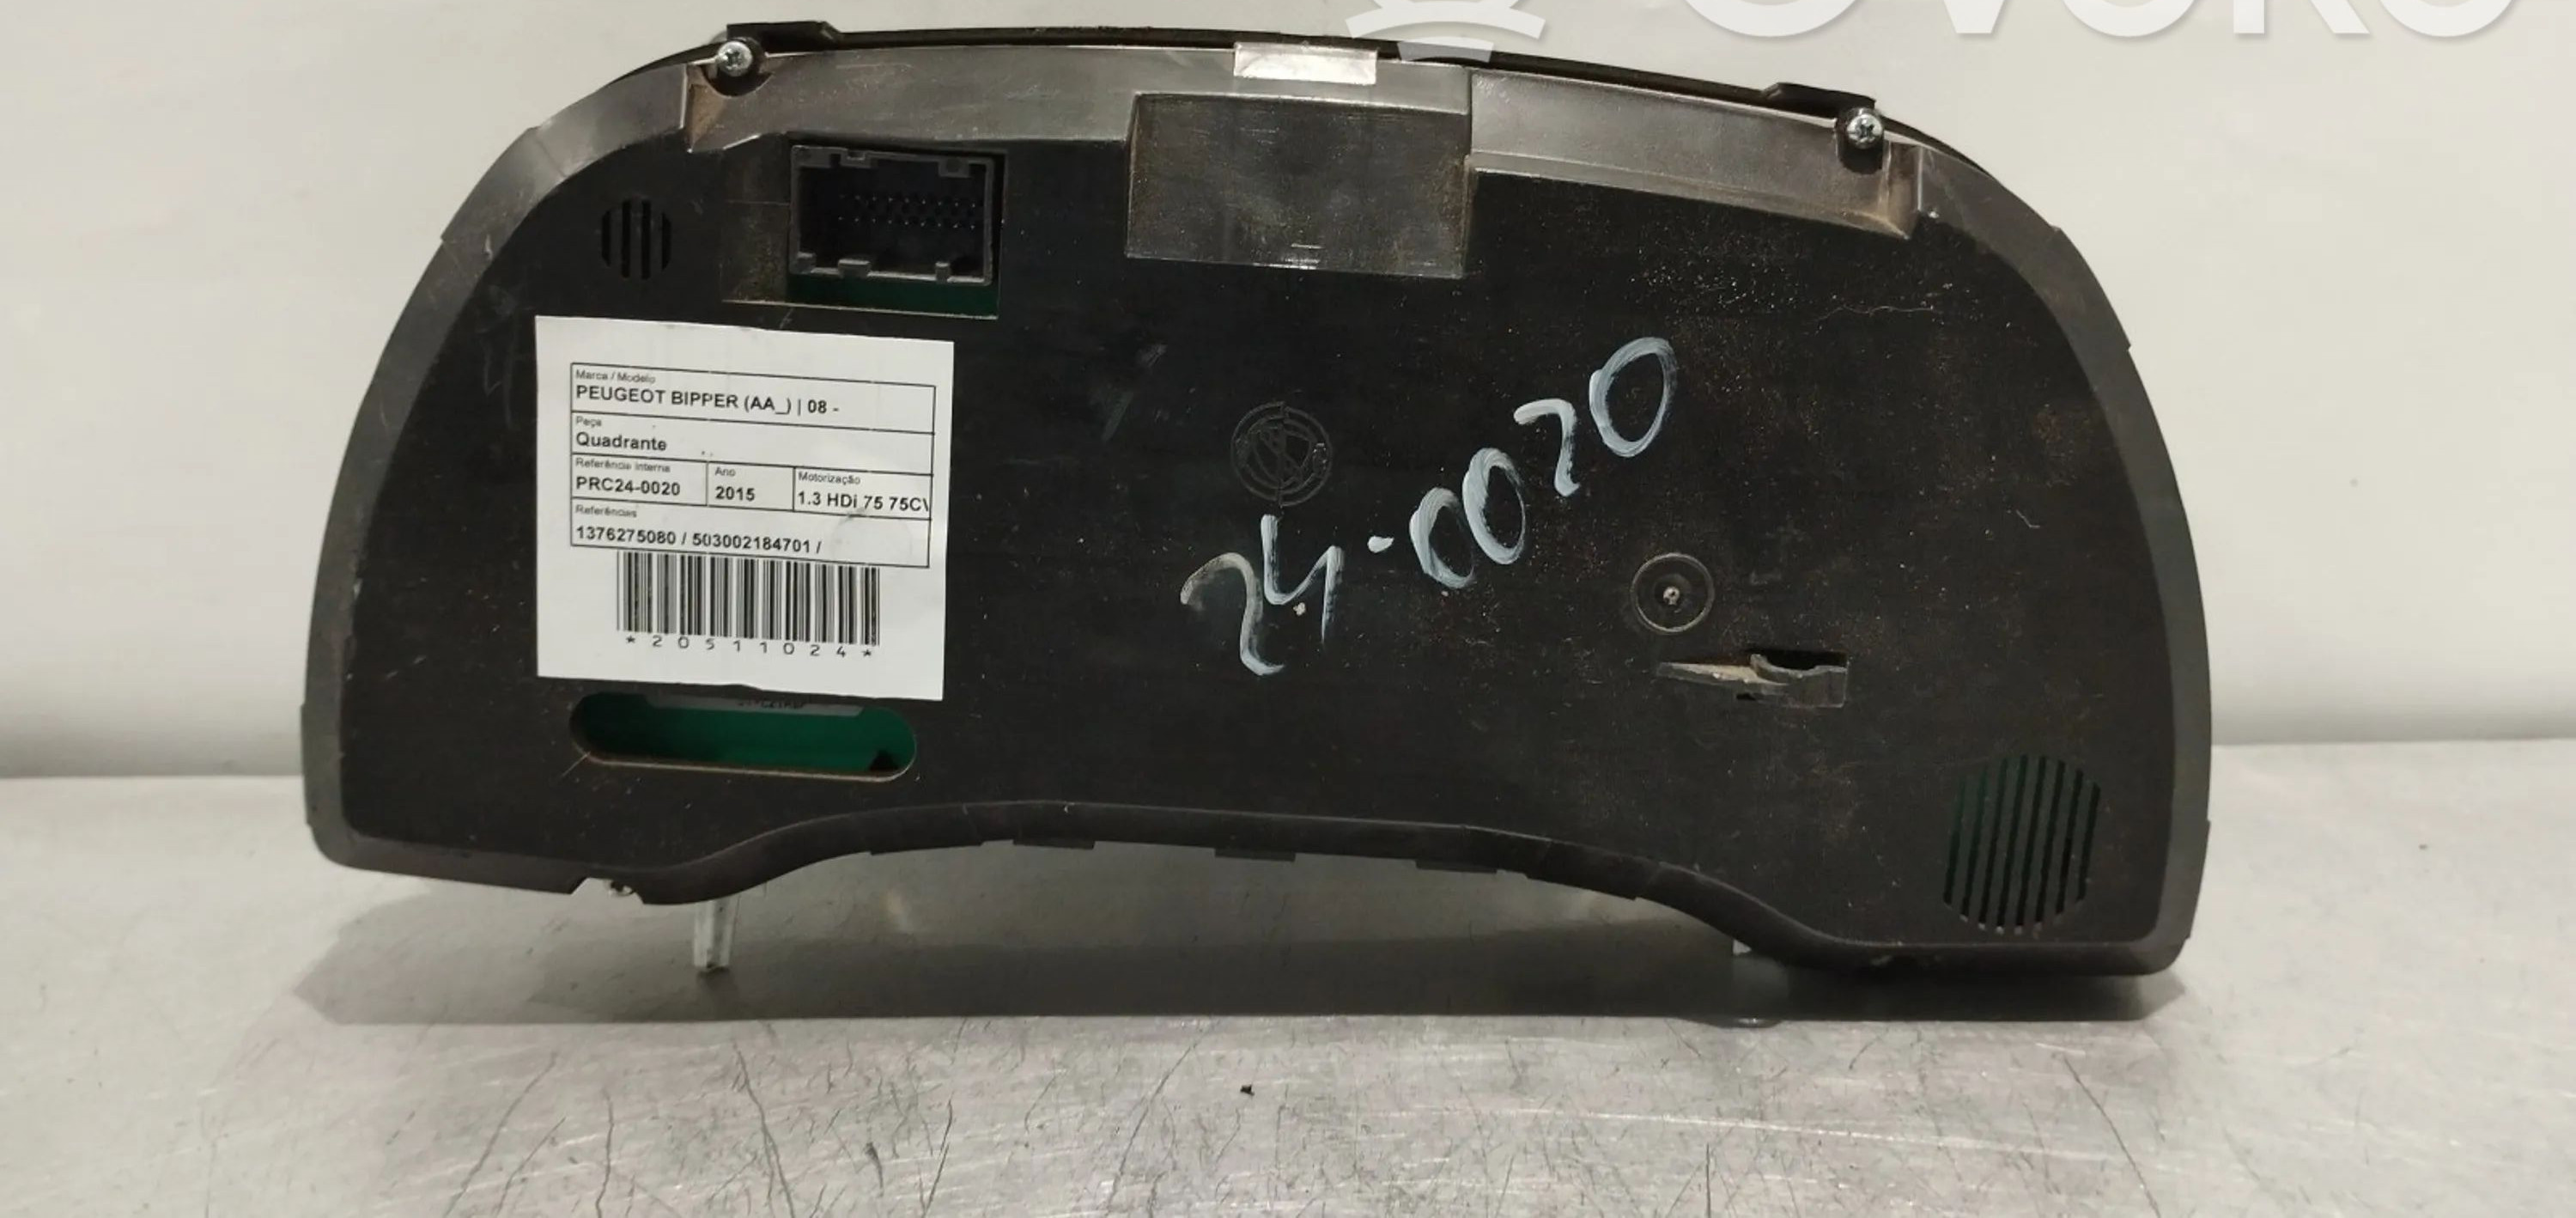 Marca / Modelo
PEUGEOT BIPPER (AA_) | 08 -
Peça
Quadrante
Referência Interna
PRC24-0020
Ano
2015
Motorização
1.3 HDi 75 75CV
Referências
1376275080 / 503002184701 /
*20511024*
24-0020